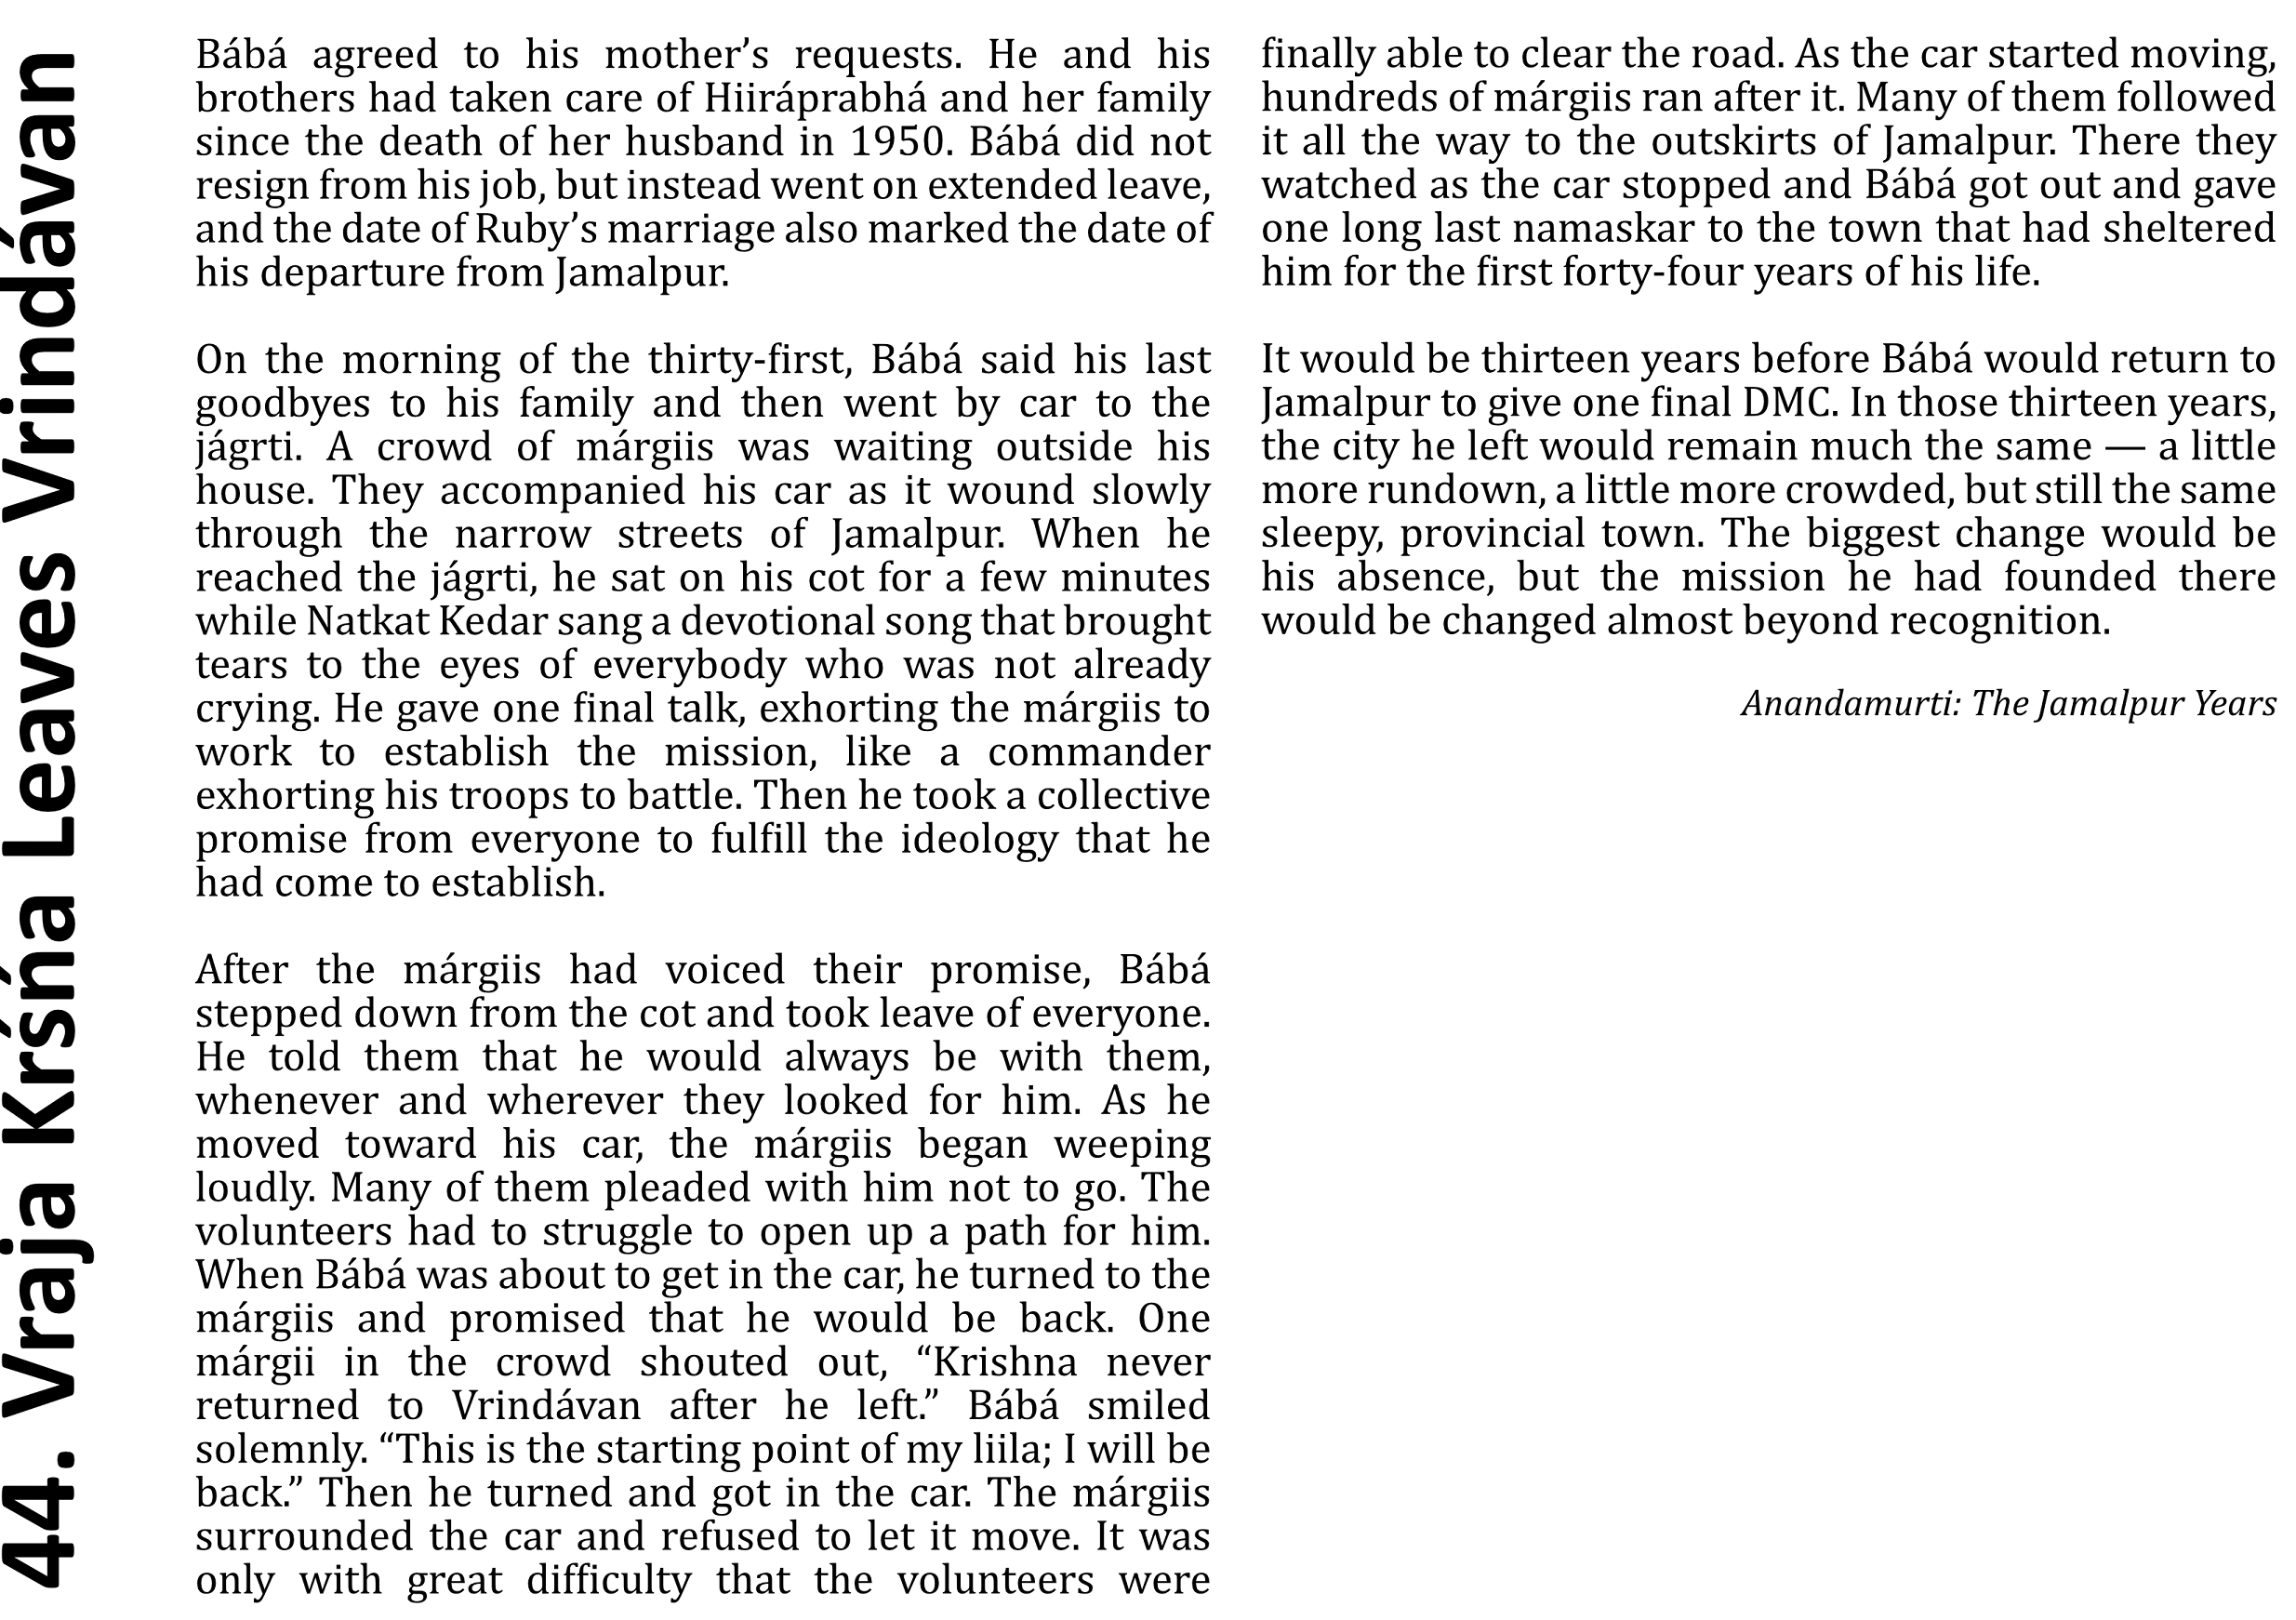 44. Vraja Krśńa Leaves Vrindávan
Bábá agreed to his mother’s requests. He and his
brothers had taken care of Hiiráprabhá and her family
since the death of her husband in 1950. Bábá did not
resign from his job, but instead went on extended leave,
and the date of Ruby’s marriage also marked the date of
his departure from Jamalpur.
On the morning of the thirty-first, Bábá said his last
goodbyes to his family and then went by car to the
jágrti. A crowd of márgiis was waiting outside his
house. They accompanied his car as it wound slowly
through the narrow streets of Jamalpur. When he
reached the jágrti, he sat on his cot for a few minutes
while Natkat Kedar sang a devotional song that brought
tears to the eyes of everybody who was not already
crying. He gave one final talk, exhorting the márgiis to
work to establish the mission, like a commander
exhorting his troops to battle. Then he took a collective
promise from everyone to fulfill the ideology that he
had come to establish.
After the márgiis had voiced their promise, Bábá
stepped down from the cot and took leave of everyone.
He told them that he would always be with them,
whenever and wherever they looked for him. As he
moved toward his car, the márgiis began weeping
loudly. Many of them pleaded with him not to go. The
volunteers had to struggle to open up a path for him.
When Bábá was about to get in the car, he turned to the
márgiis and promised that he would be back. One
márgii in the crowd shouted out, “Krishna never
returned to Vrindávan after he left.” Bábá smiled
solemnly. “This is the starting point of my liila; I will be
back.” Then he turned and got in the car. The márgiis
surrounded the car and refused to let it move. It was
only with great difficulty that the volunteers were
finally able to clear the road. As the car started moving,
hundreds of márgiis ran after it. Many of them followed
it all the way to the outskirts of Jamalpur. There they
watched as the car stopped and Bábá got out and gave
one long last namaskar to the town that had sheltered
him for the first forty-four years of his life.
It would be thirteen years before Bábá would return to
Jamalpur to give one final DMC. In those thirteen years,
the city he left would remain much the same — a little
more rundown, a little more crowded, but still the same
sleepy, provincial town. The biggest change would be
his absence, but the mission he had founded there
would be changed almost beyond recognition.
Anandamurti: The Jamalpur Years